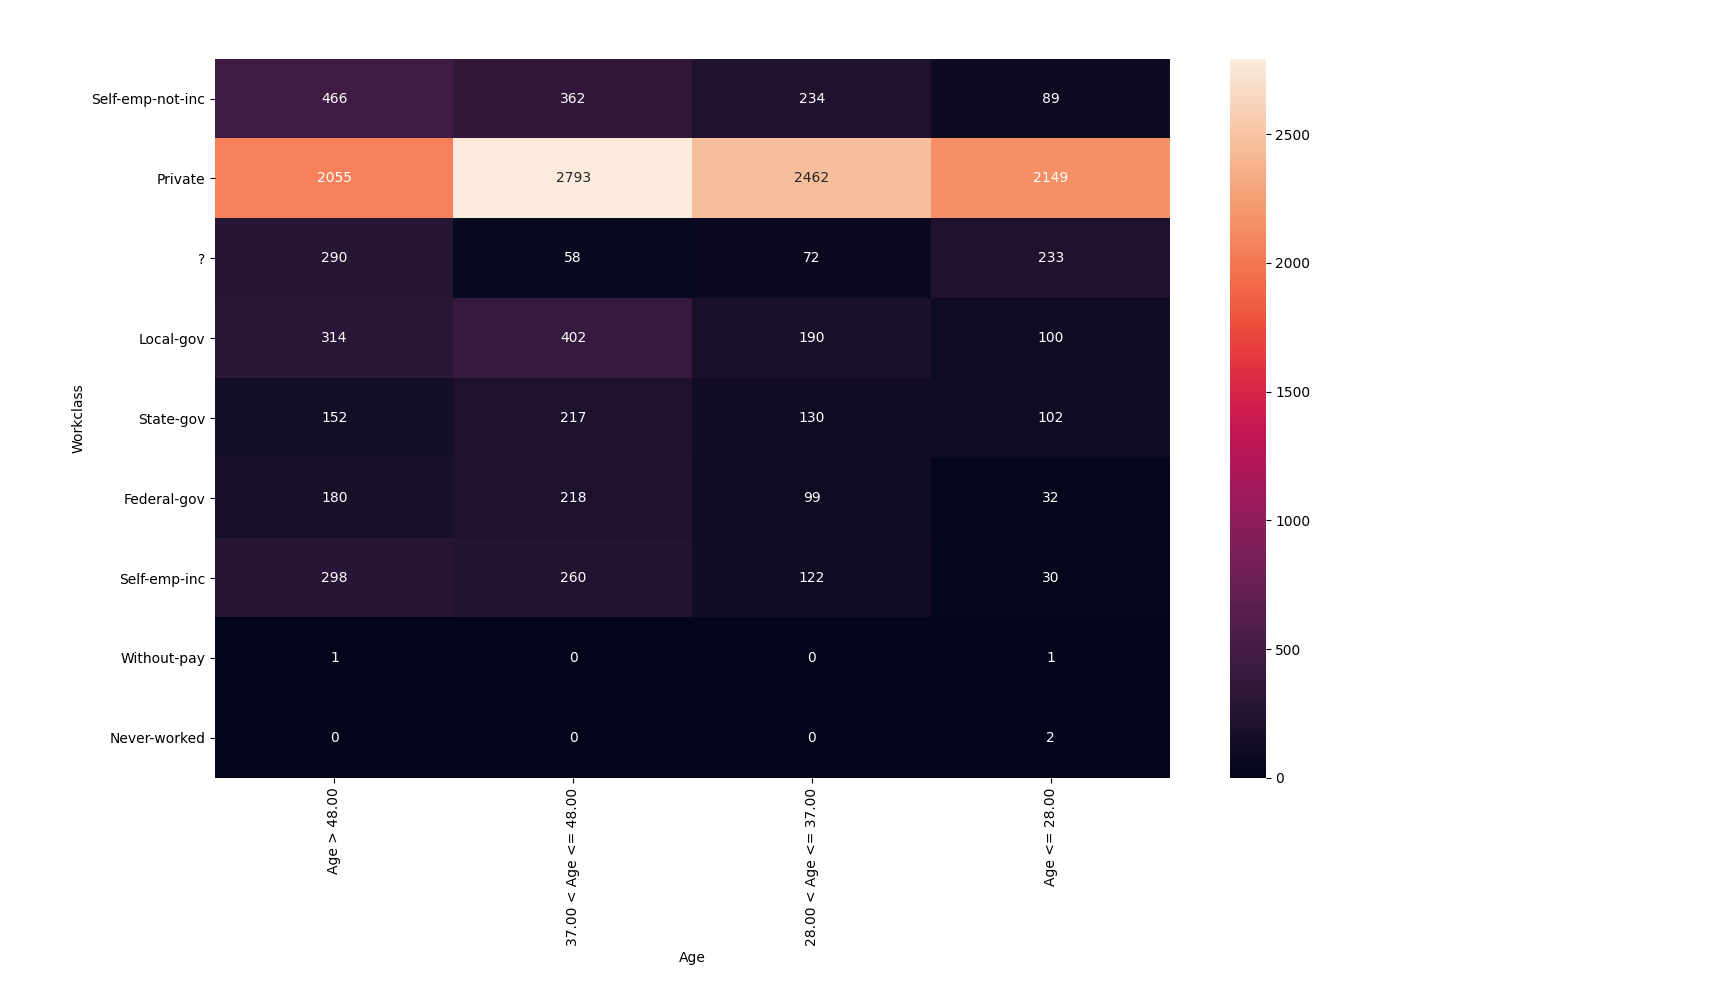 Self-emp-not-inc 466 362 234 89
Private 2055 2793 2462 2149
? 290 58 72 233
Local-gov 314 402 190 100
State-gov 152 217 130 102
Federal-gov 180 218 99 32
Self-emp-inc 298 260 122 30
Without-pay 1 0 0 1
Never-worked 0 0 0 2
Workclass
Age > 48.00
37.00 < Age <= 48.00
28.00 < Age <= 37.00
Age <= 28.00
Age
2500
2000
1500
1000
500
0